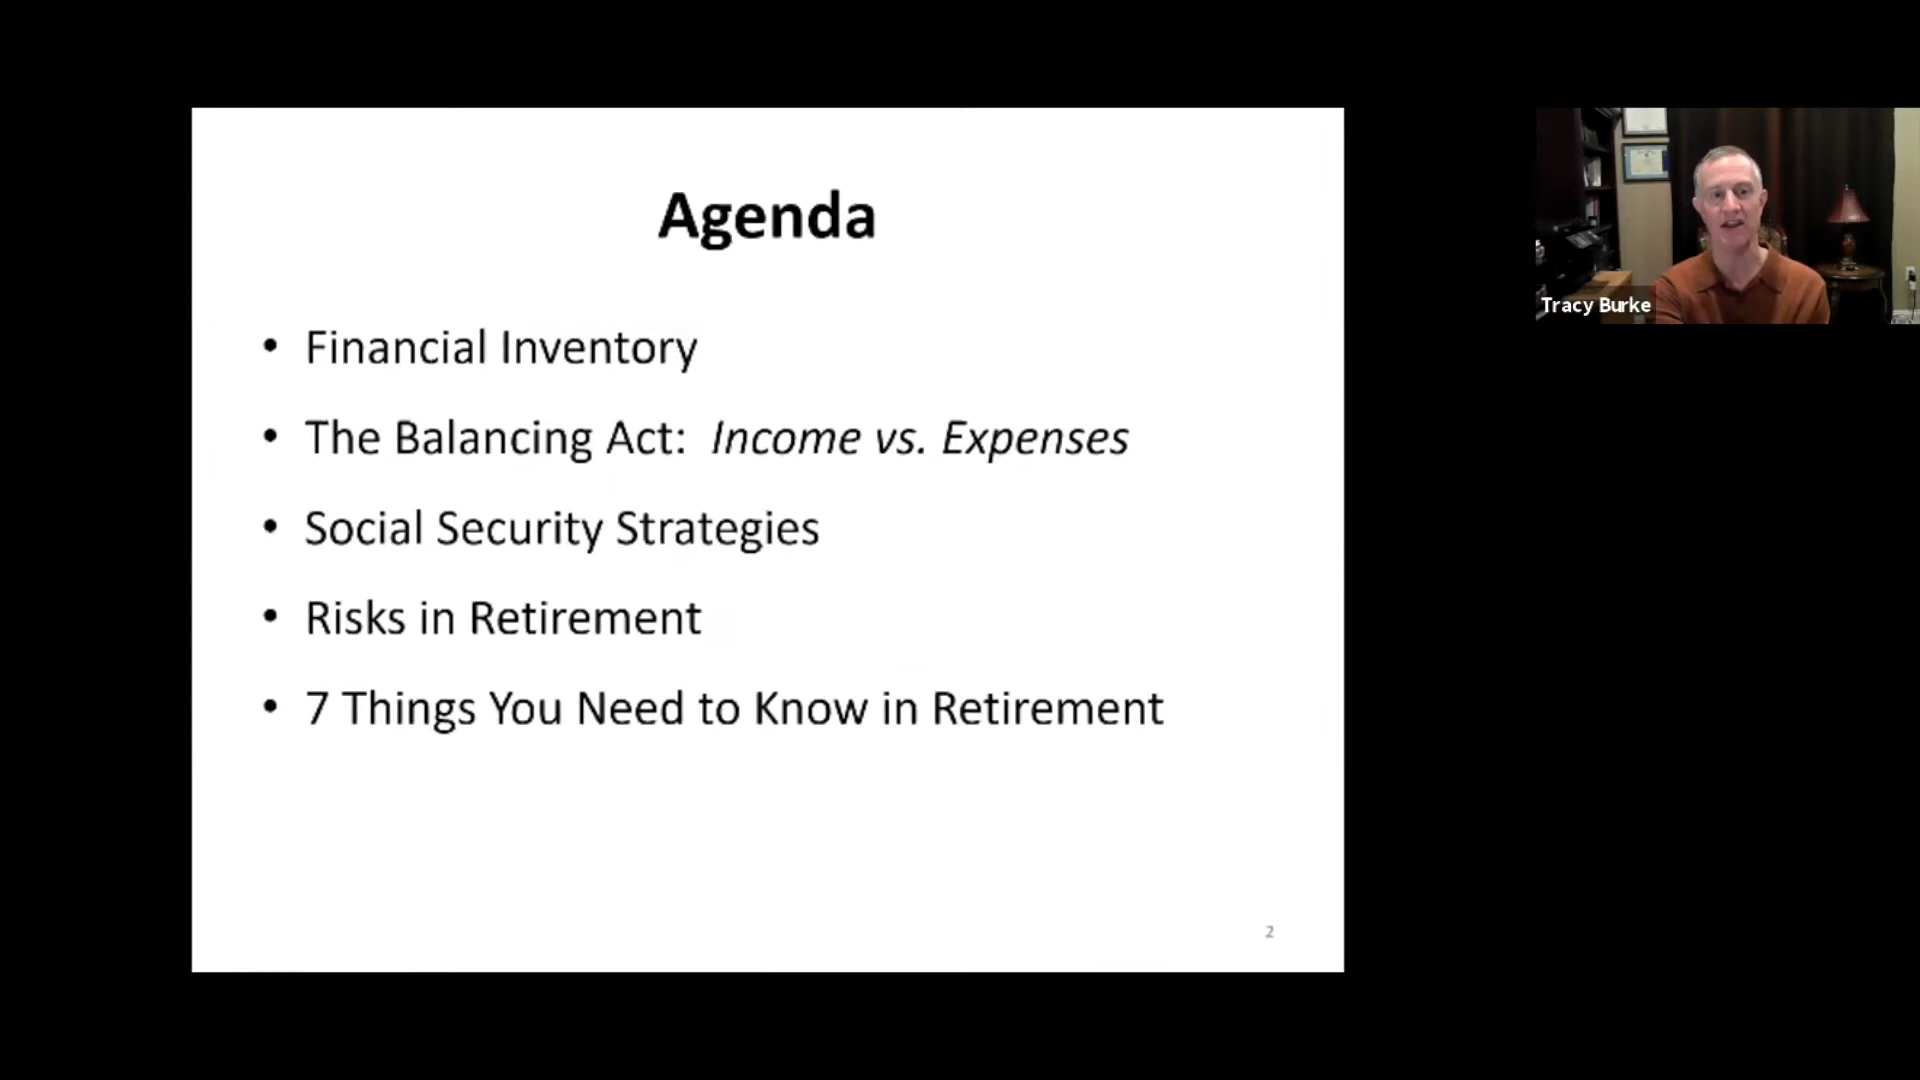 Agenda
• Financial Inventory
• The Balancing Act:  Income vs. Expenses
• Social Security Strategies
• Risks in Retirement
• 7 Things You Need to Know in Retirement
2
Tracy Burke